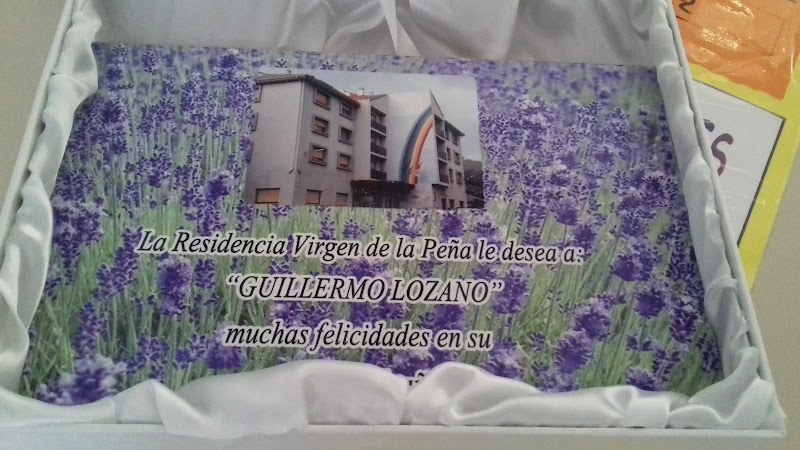 La Residencia Virgen de la Peña le desea a:
“GUILLERMO LOZANO”
muchas felicidades en su